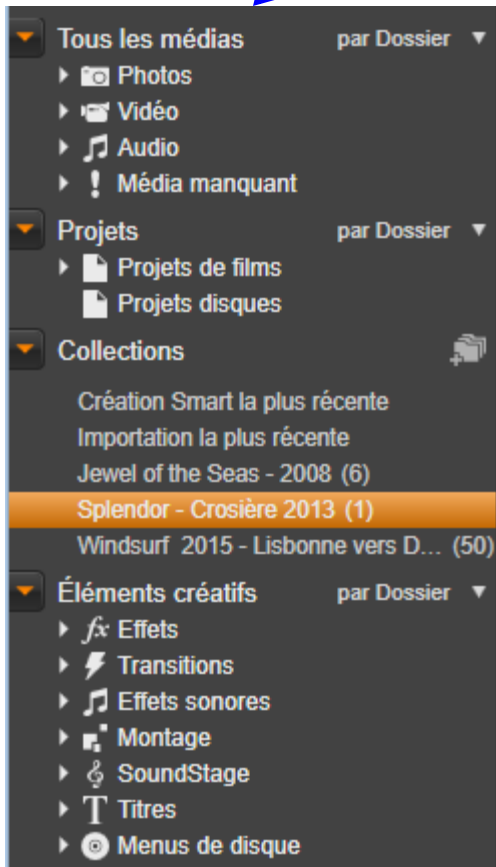 Tous les médias par Dossier
Photos
Vidéo
Audio
Média manquant
Projets par Dossier
Projets de films
Projets disques
Collections
Création Smart la plus récente
Importation la plus récente
Jewel of the Seas - 2008 (6)
Splendor - Crosière 2013 (1)
Windsurf 2015 - Lisbonne vers D... (50)
Éléments créatifs par Dossier
fx Effets
Transitions
Effets sonores
Montage
SoundStage
T Titres
Menus de disque